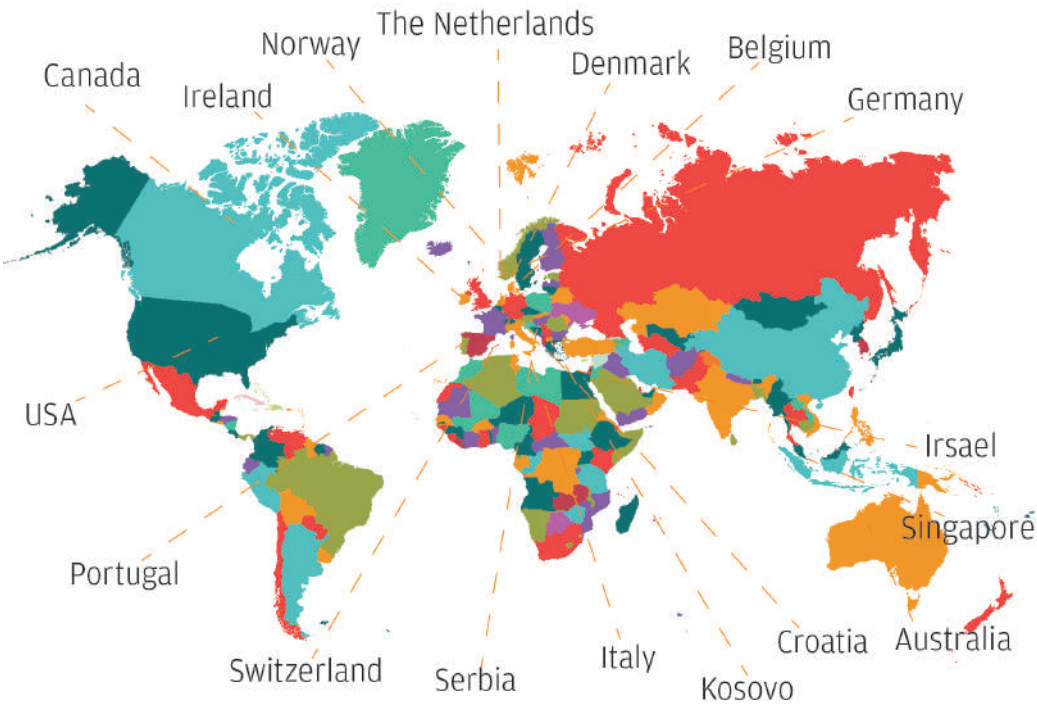 The Netherlands
Norway
Belgium
Denmark
Canada
Ireland
Germany
USA
Irsael
Singapore
Portugal
Croatia
Australia
Italy
Switzerland
Serbia
Kosovo